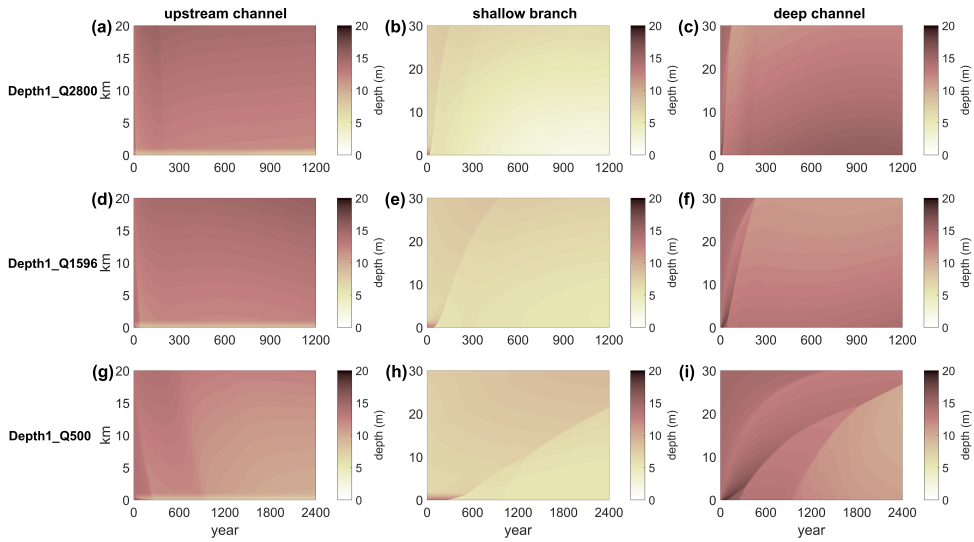 upstream channel
shallow branch
deep channel
(a) 20 15 10 5 0
km
0 300 600 900 1200
20 15 10 5 0
depth (m)
(b) 30 20 10 0
0 300 600 900 1200
20 15 10 5 0
depth (m)
(c) 30 20 10 0
0 300 600 900 1200
20 15 10 5 0
depth (m)
Depth1_Q2800
(d) 20 15 10 5 0
km
0 300 600 900 1200
20 15 10 5 0
depth (m)
(e) 30 20 10 0
0 300 600 900 1200
20 15 10 5 0
depth (m)
(f) 30 20 10 0
0 300 600 900 1200
20 15 10 5 0
depth (m)
Depth1_Q1596
(g) 20 15 10 5 0
km
0 600 1200 1800 2400
year
20 15 10 5 0
depth (m)
(h) 30 20 10 0
0 600 1200 1800 2400
year
20 15 10 5 0
depth (m)
(i) 30 20 10 0
0 600 1200 1800 2400
year
20 15 10 5 0
depth (m)
Depth1_Q500